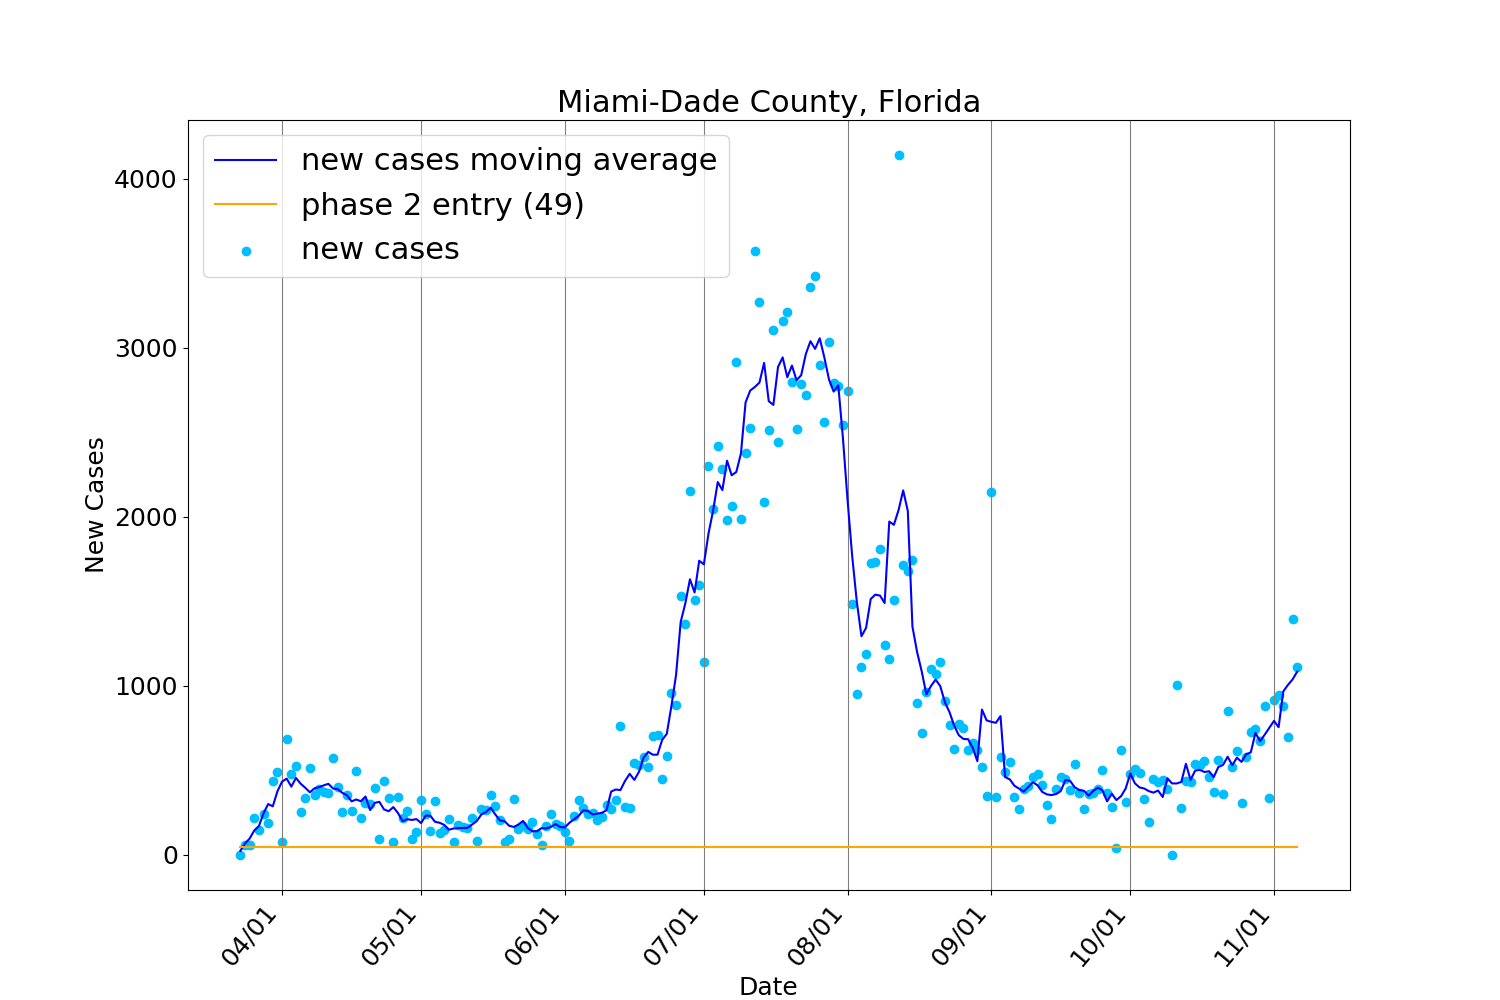 Miami-Dade County, Florida
new cases moving average
phase 2 entry (49)
new cases
4000
3000
2000
1000
0
New Cases
04/01
05/01
06/01
07/01
08/01
09/01
10/01
11/01
Date